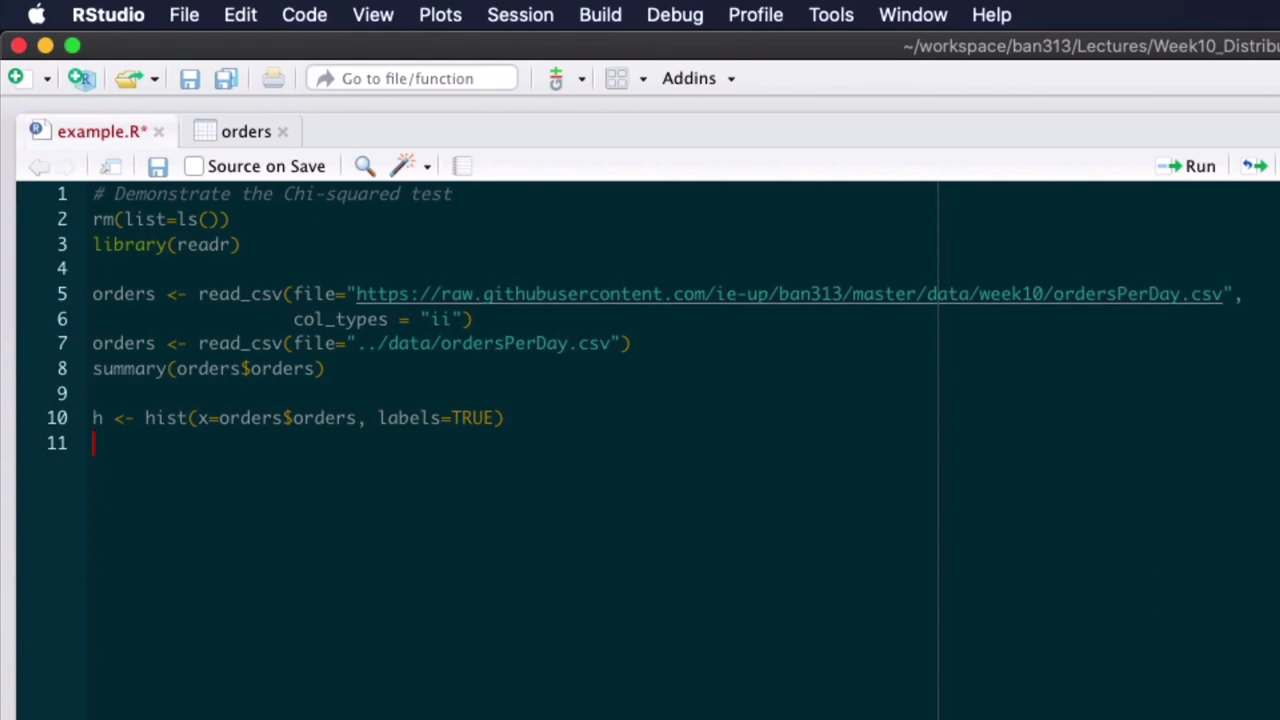 RStudio File Edit Code View Plots Session Build Debug Profile Tools Window Help
~/workspace/ban313/Lectures/Week10_Distribu
Go to file/function Addins
example.R* orders
Source on Save Run
1 # Demonstrate the Chi-squared test
2 rm(list=ls())
3 library(readr)
4
5 orders <- read_csv(file="https://raw.githubusercontent.com/ie-up/ban313/master/data/week10/ordersPerDay.csv",
6 col_types = "ii")
7 orders <- read_csv(file="../data/ordersPerDay.csv")
8 summary(orders$orders)
9
10 h <- hist(x=orders$orders, labels=TRUE)
11